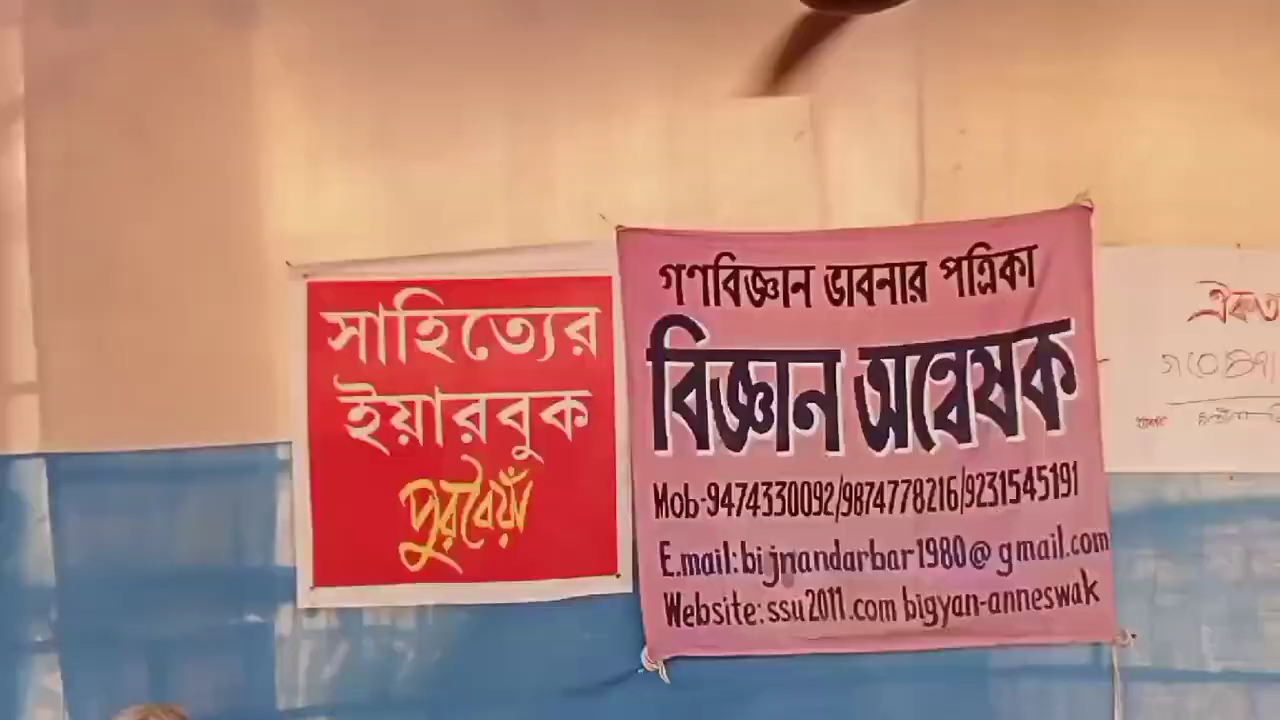 সাহিত্যের
ইয়ারবুক
পুরবৈয়াঁ
গণবিজ্ঞান ভাবনার পত্রিকা
বিজ্ঞান অন্বেষক
Mob-9474330092/9874778216/9231545191
E.mail:bijnandarbar1980@gmail.com
Website:ssu2011.com bigyan-anneswak